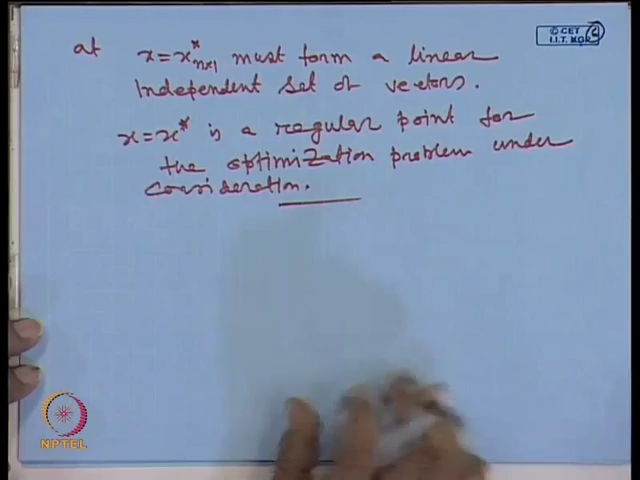 © CET
I.I.T. KGP
at x = x*ₙₓ₁ must form a linear
independent set of vectors.
x = x* is a regular point for
the optimization problem under
consideration.
NPTEL